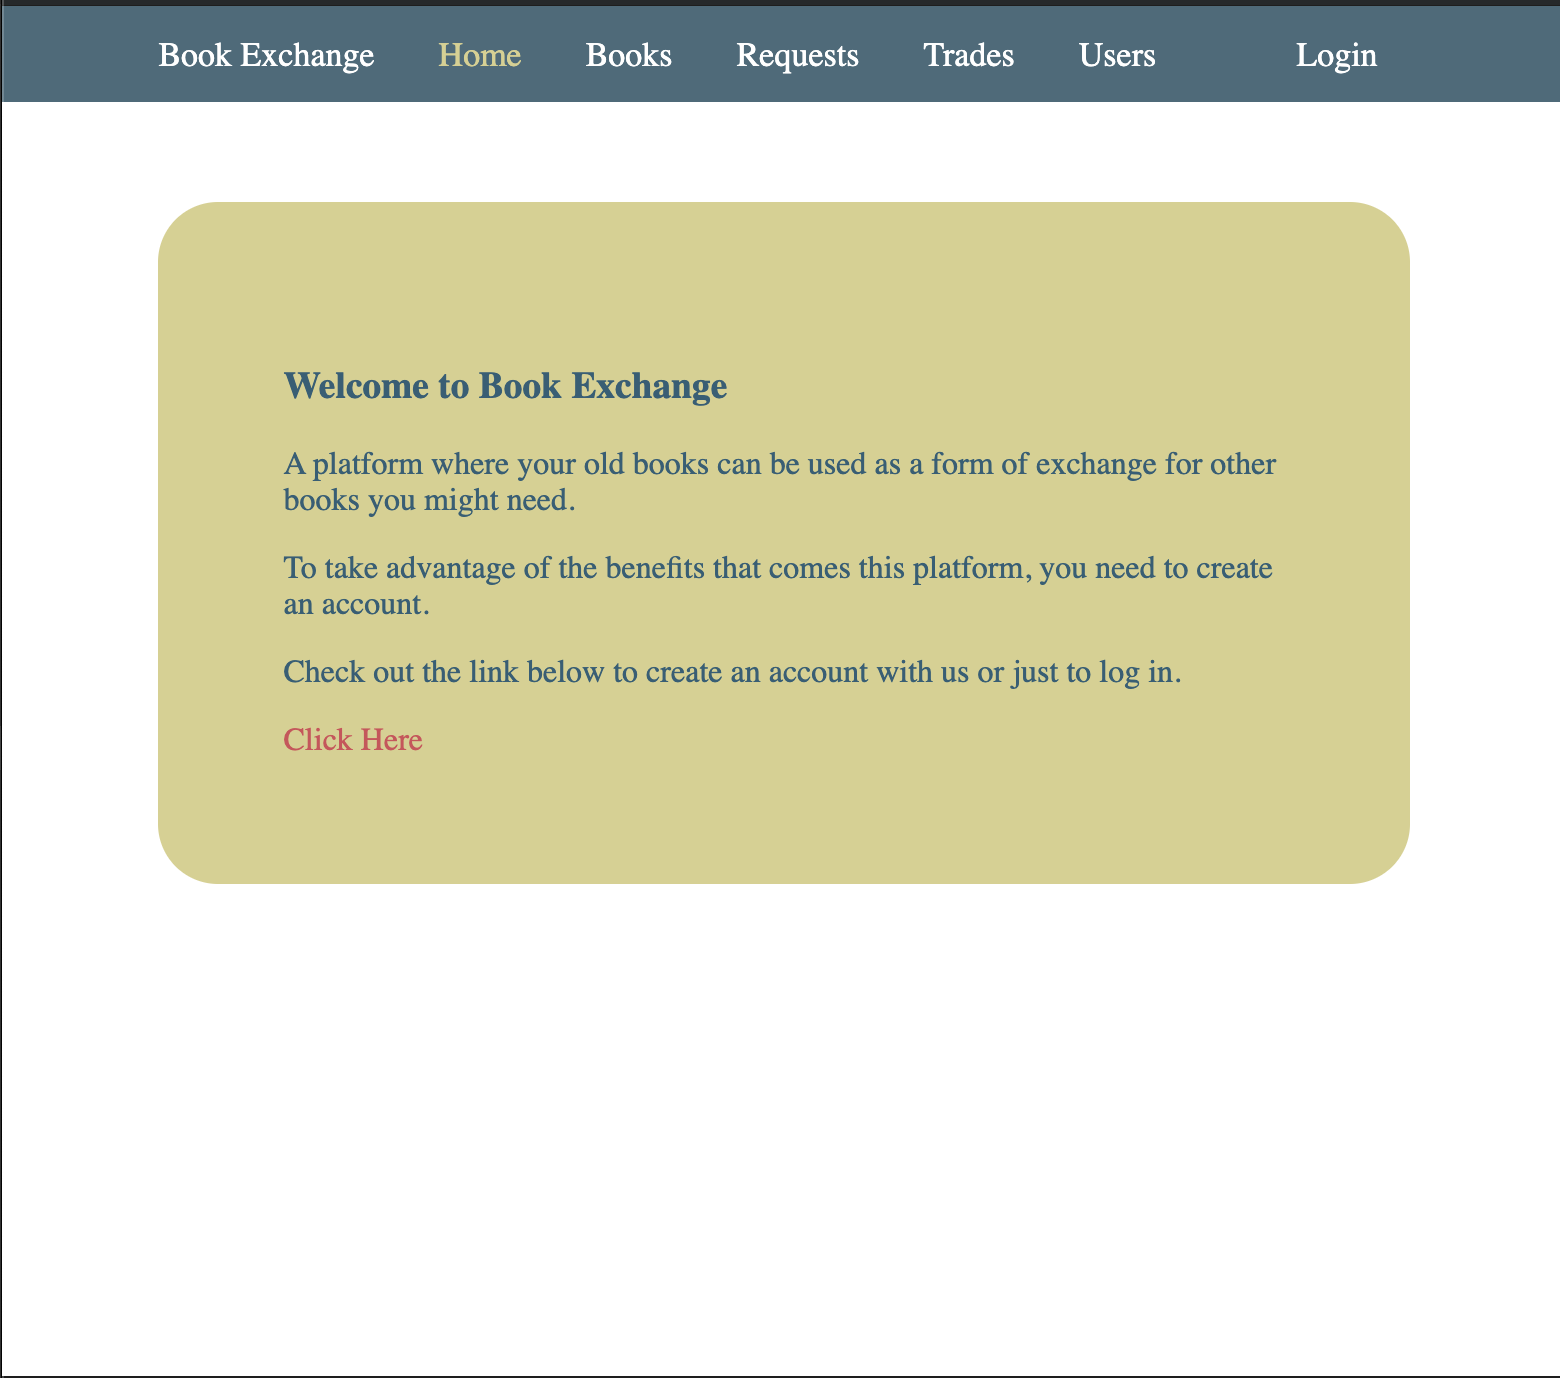 Book Exchange Home Books Requests Trades Users Login
Welcome to Book Exchange
A platform where your old books can be used as a form of exchange for other
books you might need.
To take advantage of the benefits that comes this platform, you need to create
an account.
Check out the link below to create an account with us or just to log in.
Click Here